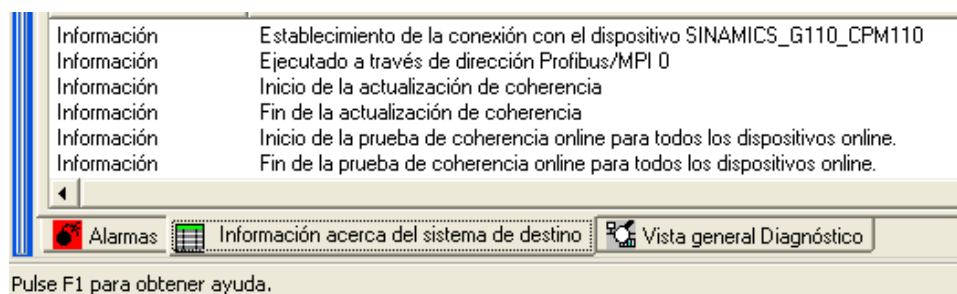 Información Establecimiento de la conexión con el dispositivo SINAMICS_G110_CPM110
Información Ejecutado a través de dirección Profibus/MPI 0
Información Inicio de la actualización de coherencia
Información Fin de la actualización de coherencia
Información Inicio de la prueba de coherencia online para todos los dispositivos online.
Información Fin de la prueba de coherencia online para todos los dispositivos online.
Alarmas Información acerca del sistema de destino Vista general Diagnóstico
Pulse F1 para obtener ayuda.